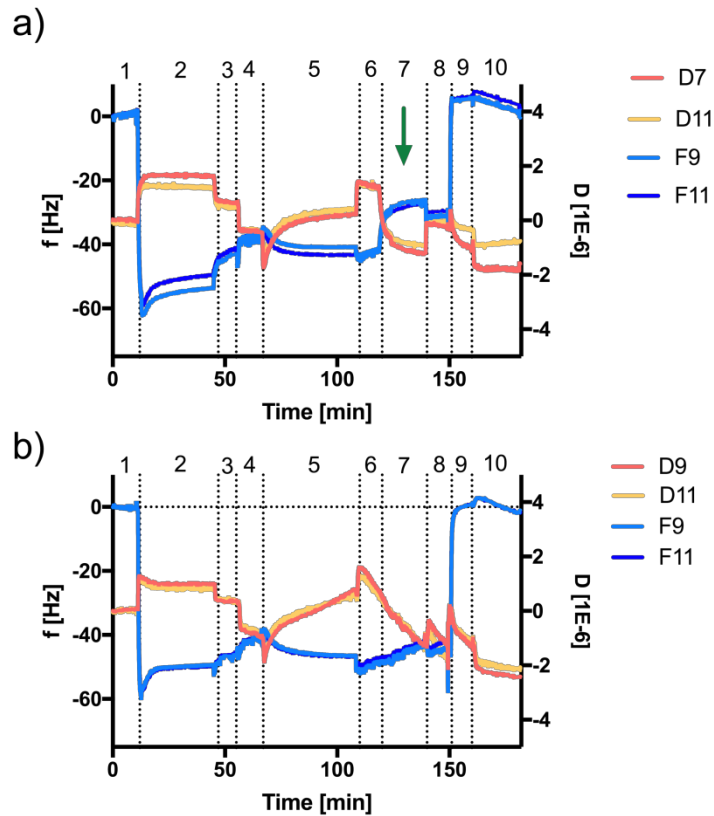 a)
1 2 3 4 5 6 7 8 9 10
0
-20
-40
-60
f [Hz]
4
2
0
-2
-4
D [1E-6]
0 50 100 150
Time [min]
D7
D11
F9
F11
b)
1 2 3 4 5 6 7 8 9 10
0
-20
-40
-60
f [Hz]
4
2
0
-2
-4
D [1E-6]
0 50 100 150
Time [min]
D9
D11
F9
F11